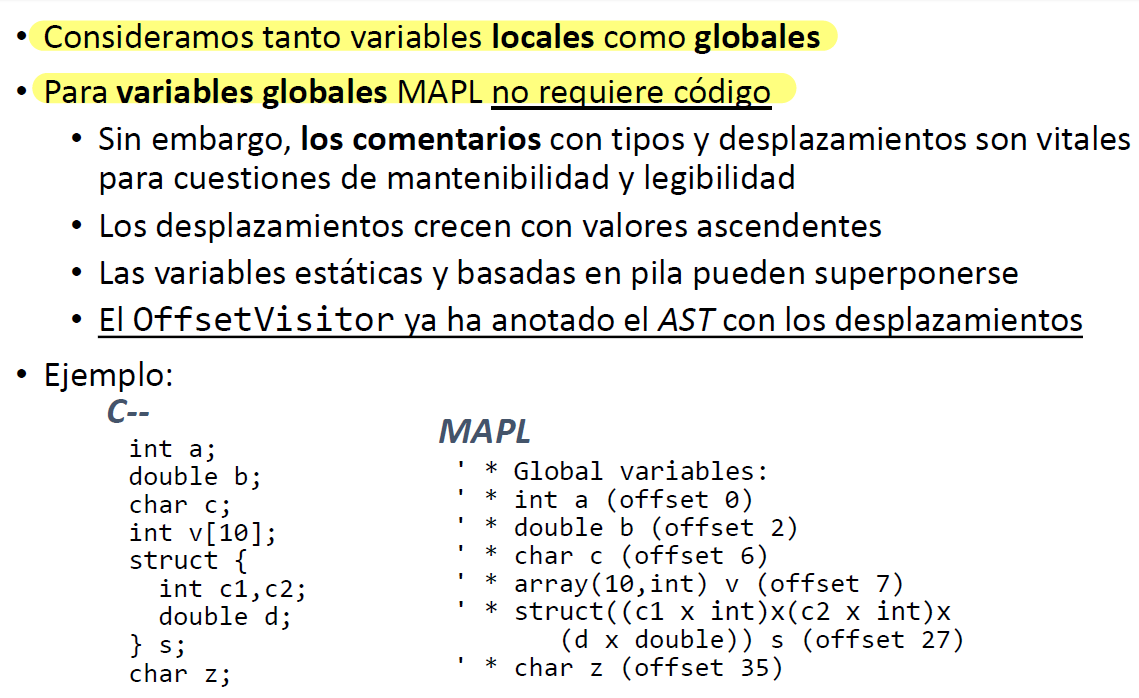 • Consideramos tanto variables locales como globales
• Para variables globales MAPL no requiere código
• Sin embargo, los comentarios con tipos y desplazamientos son vitales
para cuestiones de mantenibilidad y legibilidad
• Los desplazamientos crecen con valores ascendentes
• Las variables estáticas y basadas en pila pueden superponerse
• El OffsetVisitor ya ha anotado el AST con los desplazamientos
• Ejemplo:
C--
int a;
double b;
char c;
int v[10];
struct {
int c1,c2;
double d;
} s;
char z;
MAPL
' * Global variables:
' * int a (offset 0)
' * double b (offset 2)
' * char c (offset 6)
' * array(10,int) v (offset 7)
' * struct((c1 x int)x(c2 x int)x
(d x double)) s (offset 27)
' * char z (offset 35)